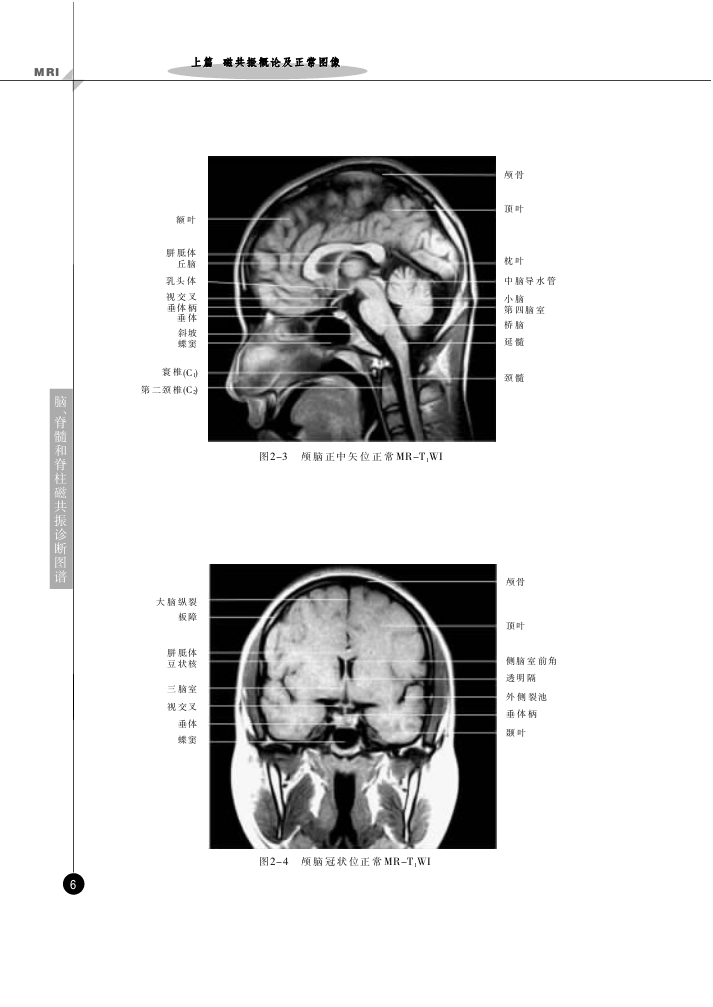 MRI
上篇 磁共振概论及正常图像
额叶
胼胝体
丘脑
乳头体
视交叉
垂体柄
垂体
斜坡
蝶窦
寰椎(C₁)
第二颈椎(C₂)
颅骨
顶叶
枕叶
中脑导水管
小脑
第四脑室
桥脑
延髓
颈髓
图2-3 颅脑正中矢位正常MR-T₁WI
脑、脊髓和脊柱磁共振诊断图谱
大脑纵裂
板障
胼胝体
豆状核
三脑室
视交叉
垂体
蝶窦
颅骨
顶叶
侧脑室前角
透明隔
外侧裂池
垂体柄
颞叶
图2-4 颅脑冠状位正常MR-T₁WI
6